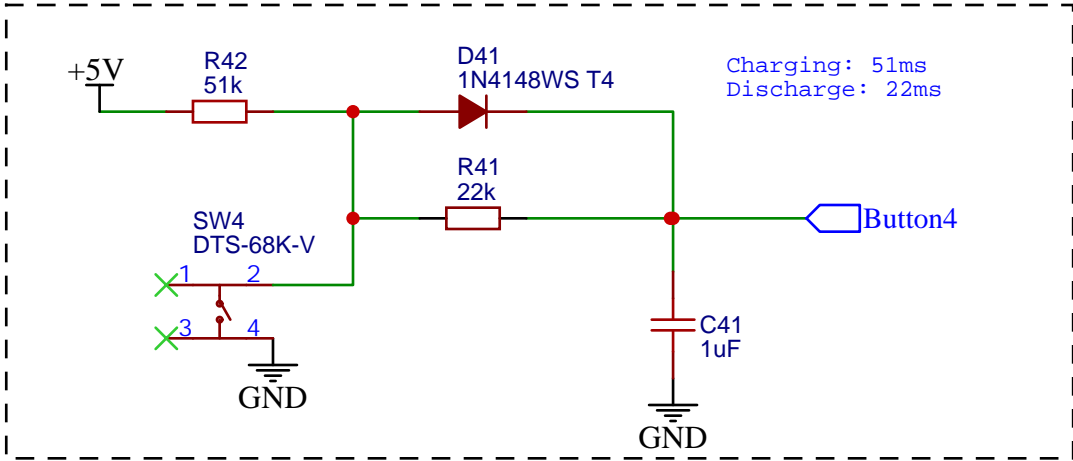 +5V
R42
51k
D41
1N4148WS T4
Charging: 51ms
Discharge: 22ms
R41
22k
Button4
SW4
DTS-68K-V
1
2
3
4
GND
C41
1uF
GND